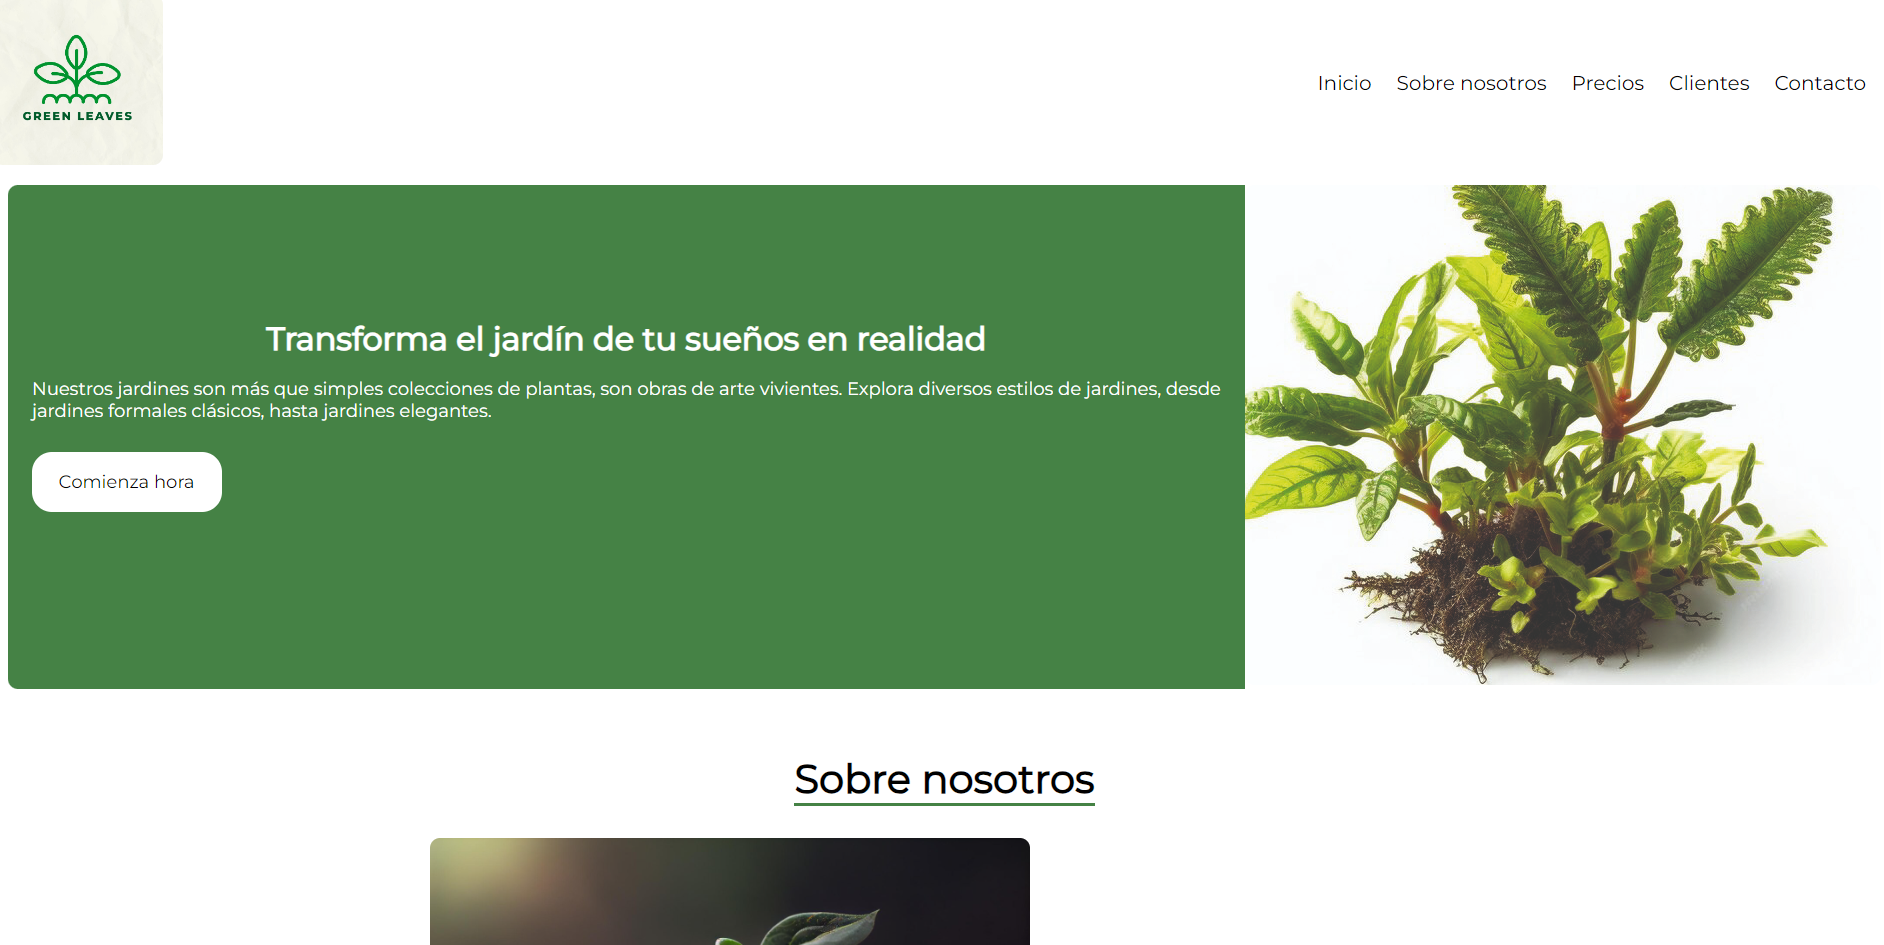 GREEN LEAVES
Inicio Sobre nosotros Precios Clientes Contacto
Transforma el jardín de tu sueños en realidad
Nuestros jardines son más que simples colecciones de plantas, son obras de arte vivientes. Explora diversos estilos de jardines, desde
jardines formales clásicos, hasta jardines elegantes.
Comienza hora
Sobre nosotros